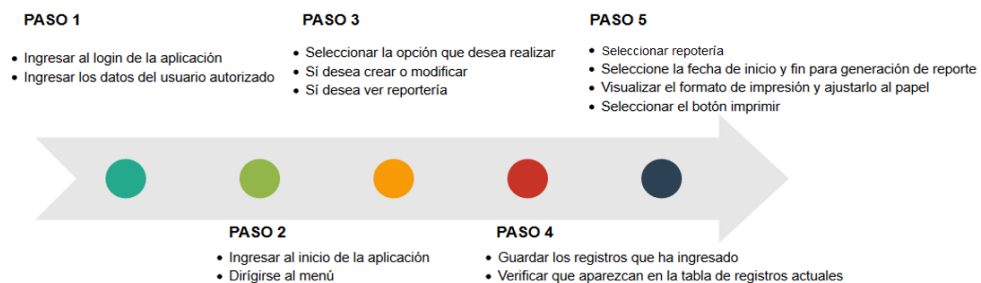 PASO 1
• Ingresar al login de la aplicación
• Ingresar los datos del usuario autorizado
PASO 2
• Ingresar al inicio de la aplicación
• Dirígirse al menú
PASO 3
• Seleccionar la opción que desea realizar
• Sí desea crear o modificar
• Sí desea ver reportería
PASO 4
• Guardar los registros que ha ingresado
• Verificar que aparezcan en la tabla de registros actuales
PASO 5
• Seleccionar repotería
• Seleccione la fecha de inicio y fin para generación de reporte
• Visualizar el formato de impresión y ajustarlo al papel
• Seleccionar el botón imprimir